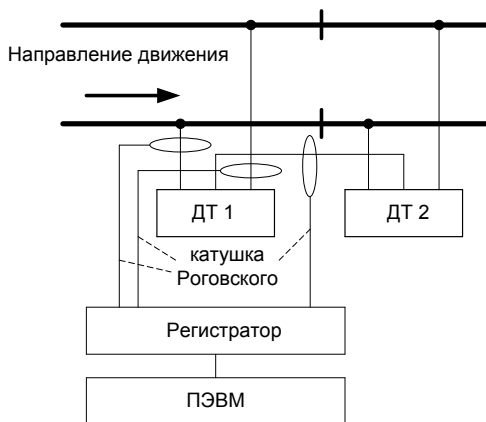 Направление движения
ДТ 1
ДТ 2
катушка
Роговского
Регистратор
ПЭВМ